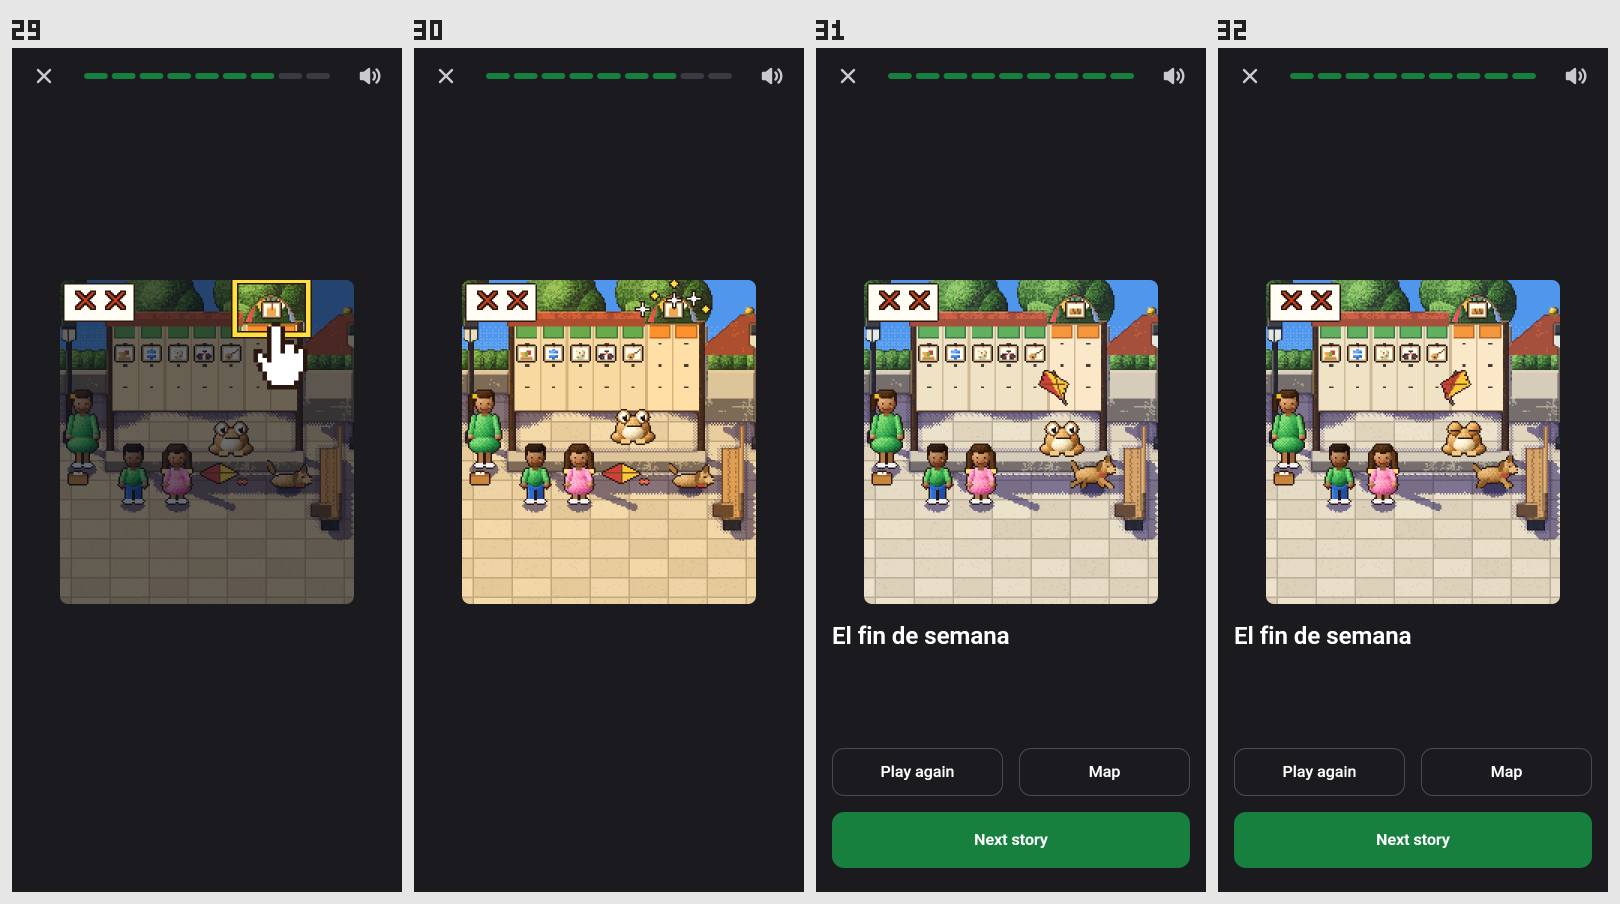 29
30
31
32
El fin de semana
Play again
Map
Next story
El fin de semana
Play again
Map
Next story